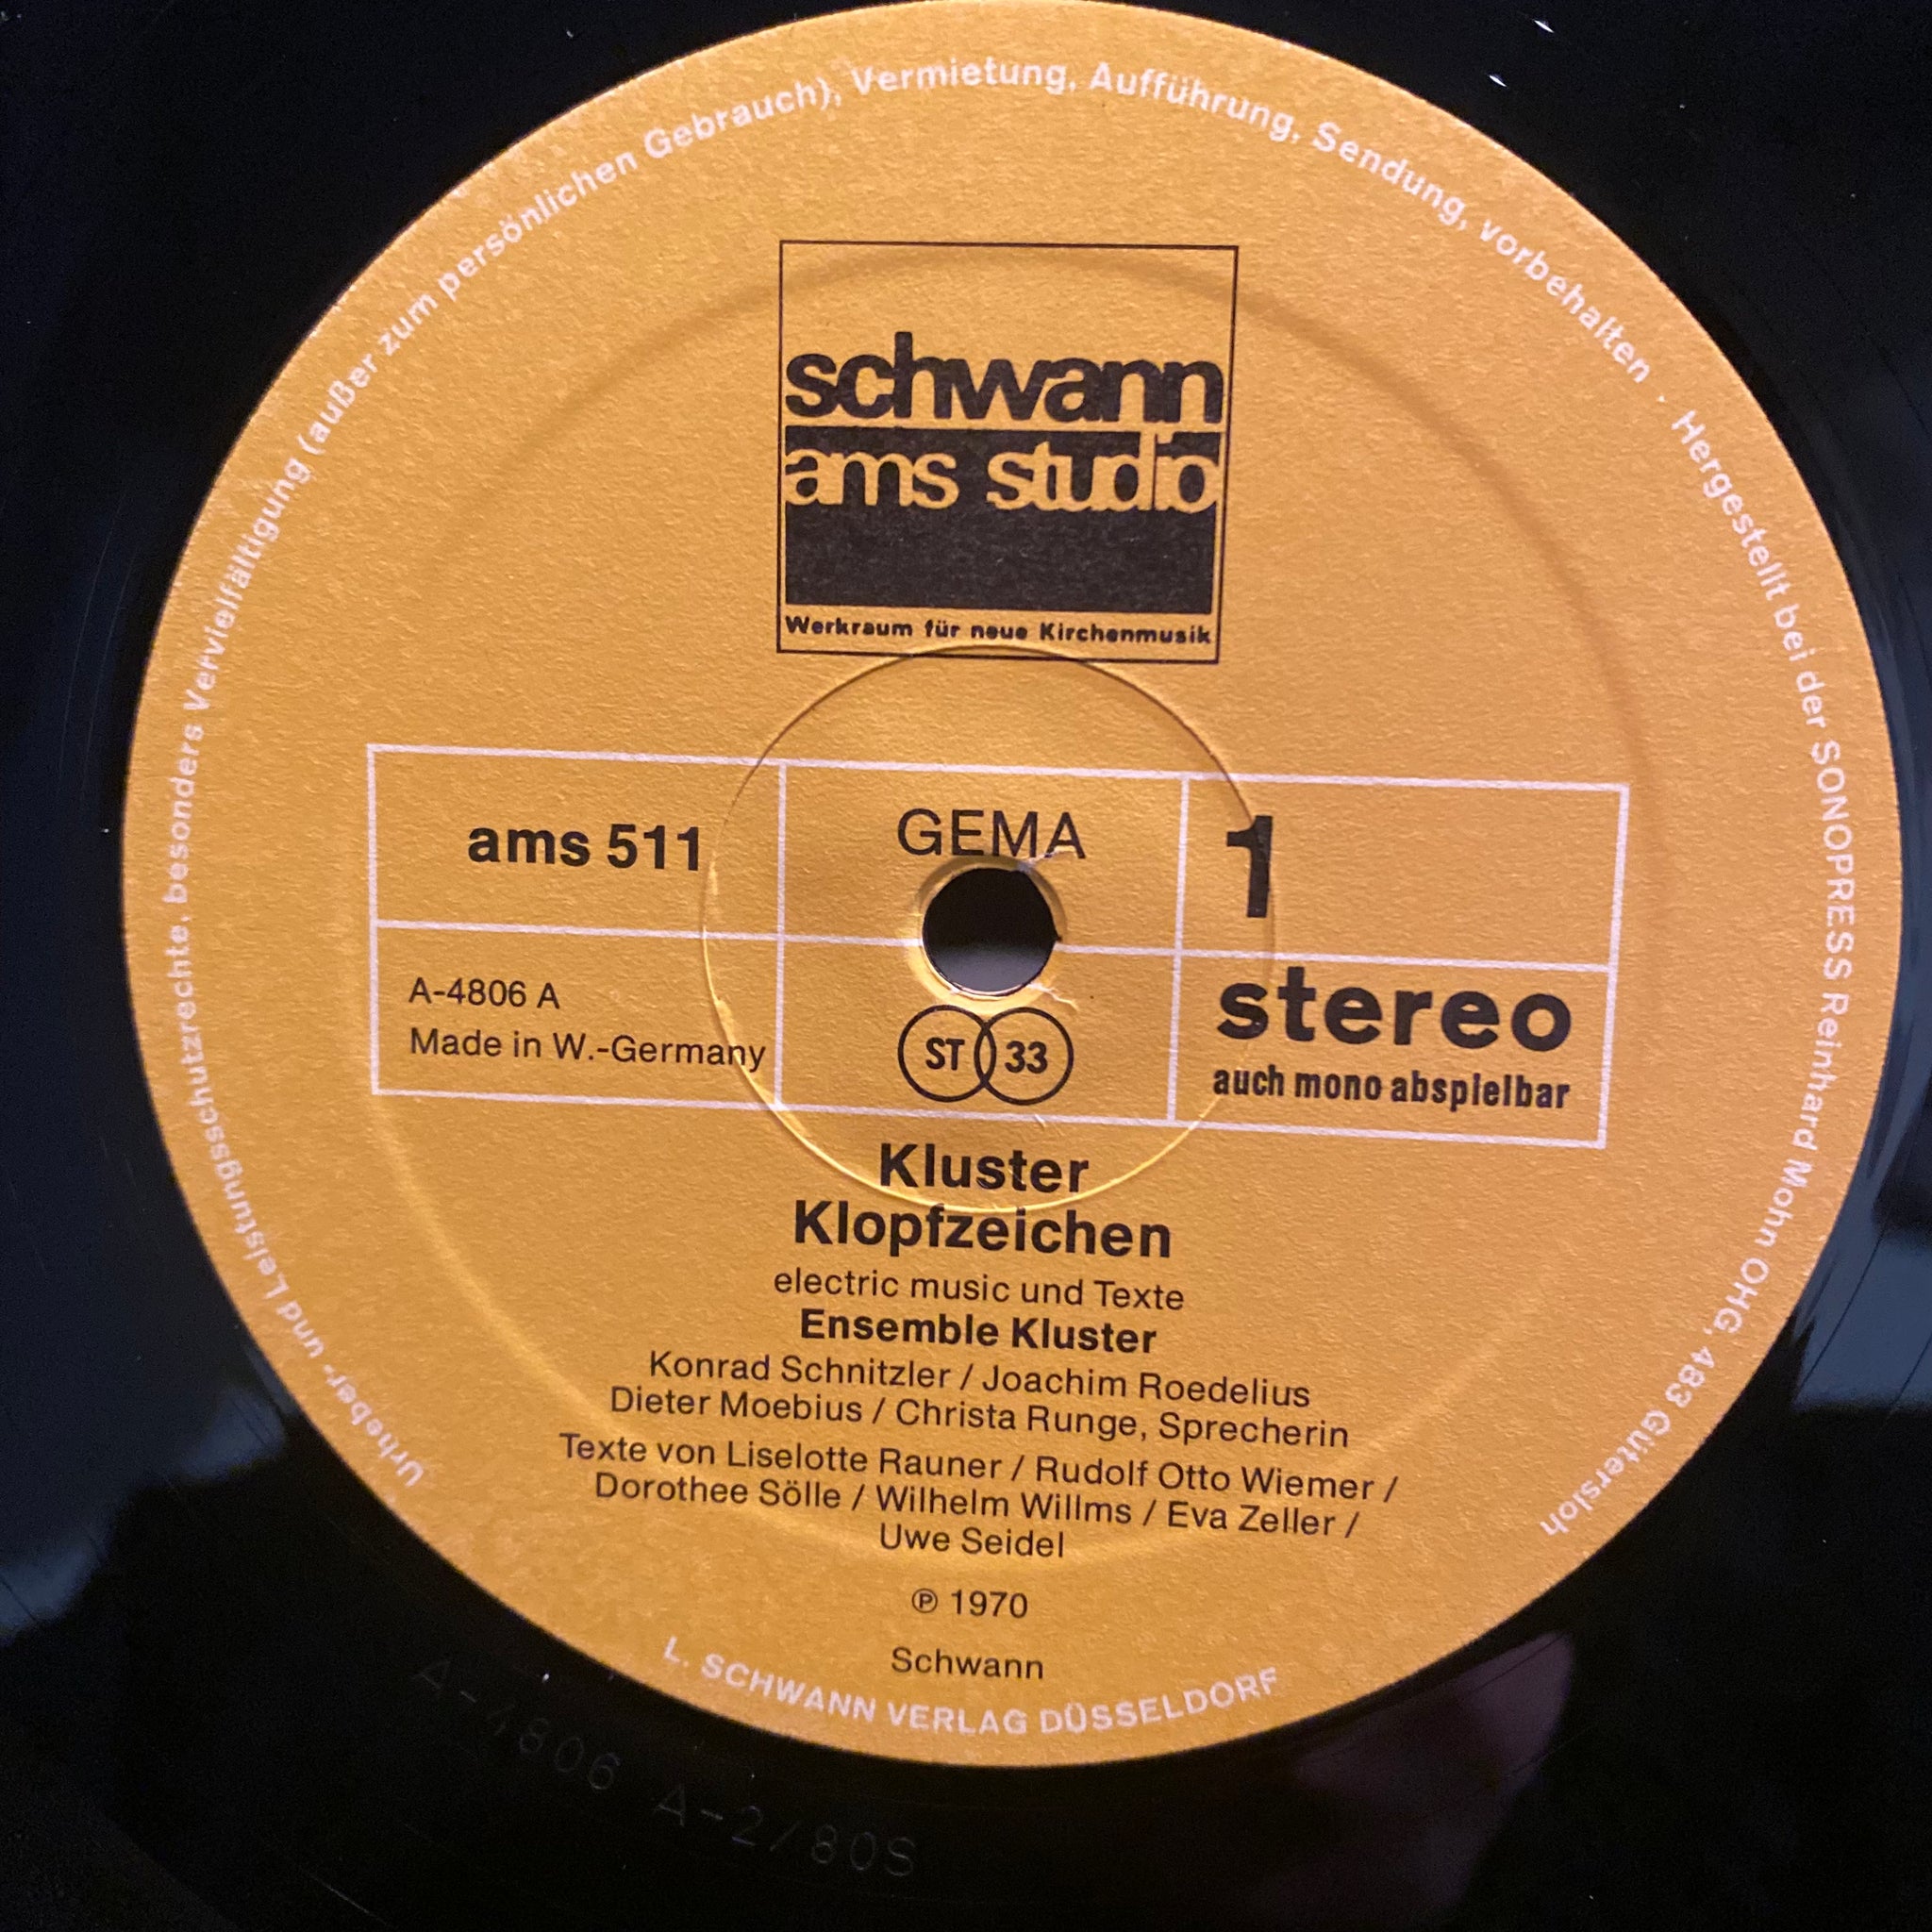 Urheber- und Leistungsschutzrechte, besonders Vervielfältigung (außer zum persönlichen Gebrauch), Vermietung, Aufführung, Sendung, vorbehalten · Hergestellt bei der SONOPRESS Reinhard Mohn OHG, 483 Gütersloh
schwann
ams studio
Werkraum für neue Kirchenmusik
ams 511
GEMA
1
A-4806 A
Made in W.-Germany
ST 33
stereo
auch mono abspielbar
Kluster
Klopfzeichen
electric music und Texte
Ensemble Kluster
Konrad Schnitzler / Joachim Roedelius
Dieter Moebius / Christa Runge, Sprecherin
Texte von Liselotte Rauner / Rudolf Otto Wiemer /
Dorothee Sölle / Wilhelm Willms / Eva Zeller /
Uwe Seidel
℗ 1970
Schwann
L. SCHWANN VERLAG DÜSSELDORF
A-4806 A-2/80S